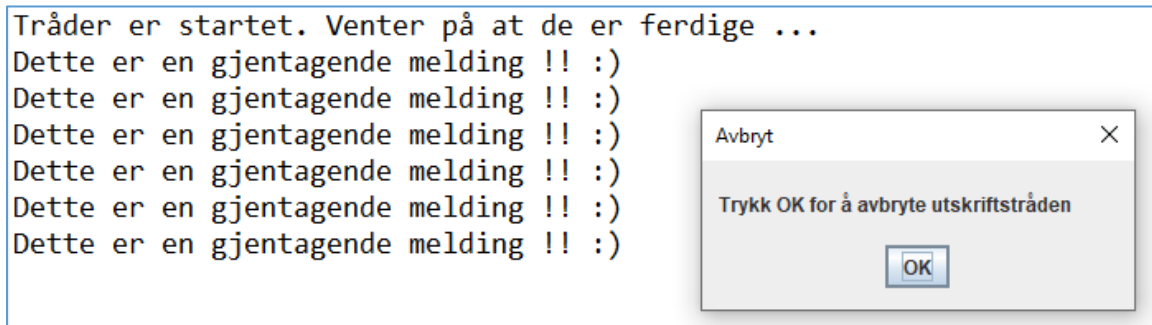 Tråder er startet. Venter på at de er ferdige ...
Dette er en gjentagende melding !! :)
Dette er en gjentagende melding !! :)
Dette er en gjentagende melding !! :)
Dette er en gjentagende melding !! :)
Dette er en gjentagende melding !! :)
Dette er en gjentagende melding !! :)
Avbryt
Trykk OK for å avbryte utskriftstråden
OK